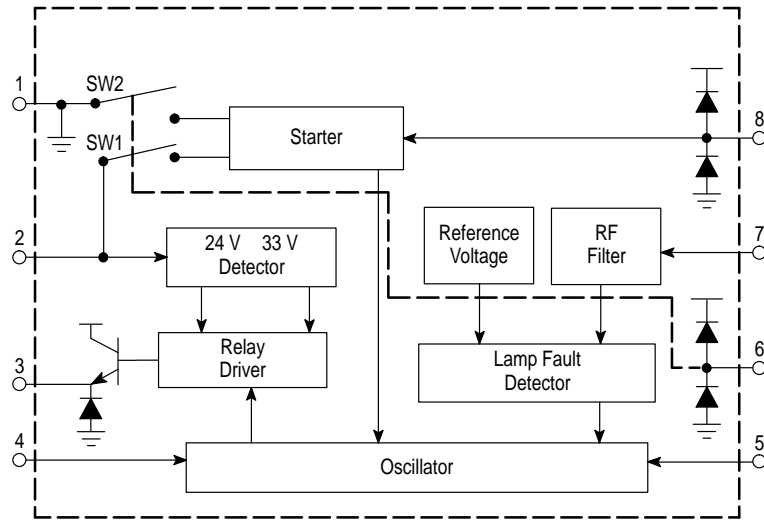 1
SW2
Starter
8
SW1
2
24 V 33 V
Detector
Reference
Voltage
RF
Filter
7
3
Relay
Driver
Lamp Fault
Detector
6
4
Oscillator
5